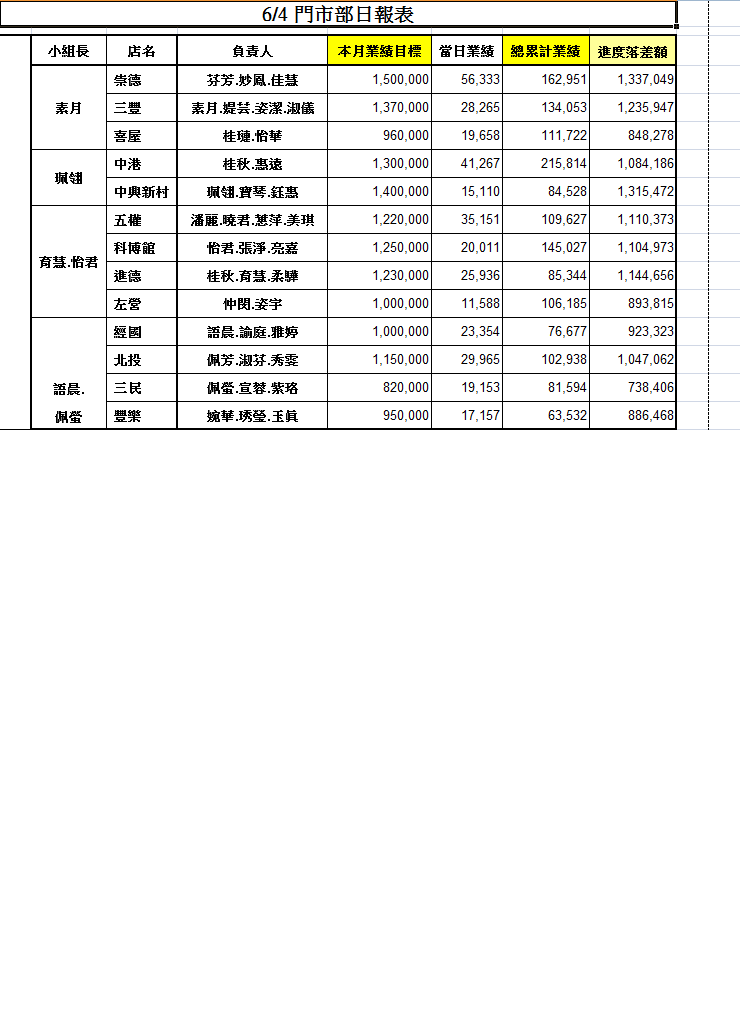 6/4 門市部日報表
小組長 店名 負責人 本月業績目標 當日業績 總累計業績 進度落差額
素月 崇德 芬芳.妙鳳.佳慧 1,500,000 56,333 162,951 1,337,049
三豐 素月.媞芸.姿潔.淑儀 1,370,000 28,265 134,053 1,235,947
喜屋 桂璉.怡華 960,000 19,658 111,722 848,278
珮翎 中港 桂秋.惠遠 1,300,000 41,267 215,814 1,084,186
中興新村 珮翎.寶琴.鈺惠 1,400,000 15,110 84,528 1,315,472
育慧.怡君 五權 潘麗.曉君.慧萍.美琪 1,220,000 35,151 109,627 1,110,373
科博館 怡君.張淨.亮嘉 1,250,000 20,011 145,027 1,104,973
進德 桂秋.育慧.柔驊 1,230,000 25,936 85,344 1,144,656
左營 仲閔.姿宇 1,000,000 11,588 106,185 893,815
經國 語晨.諭庭.雅婷 1,000,000 23,354 76,677 923,323
北投 佩芳.淑芬.秀雯 1,150,000 29,965 102,938 1,047,062
語晨. 三民 佩螢.宣蓉.紫珞 820,000 19,153 81,594 738,406
佩螢 豐樂 婉華.琇瑩.玉真 950,000 17,157 63,532 886,468